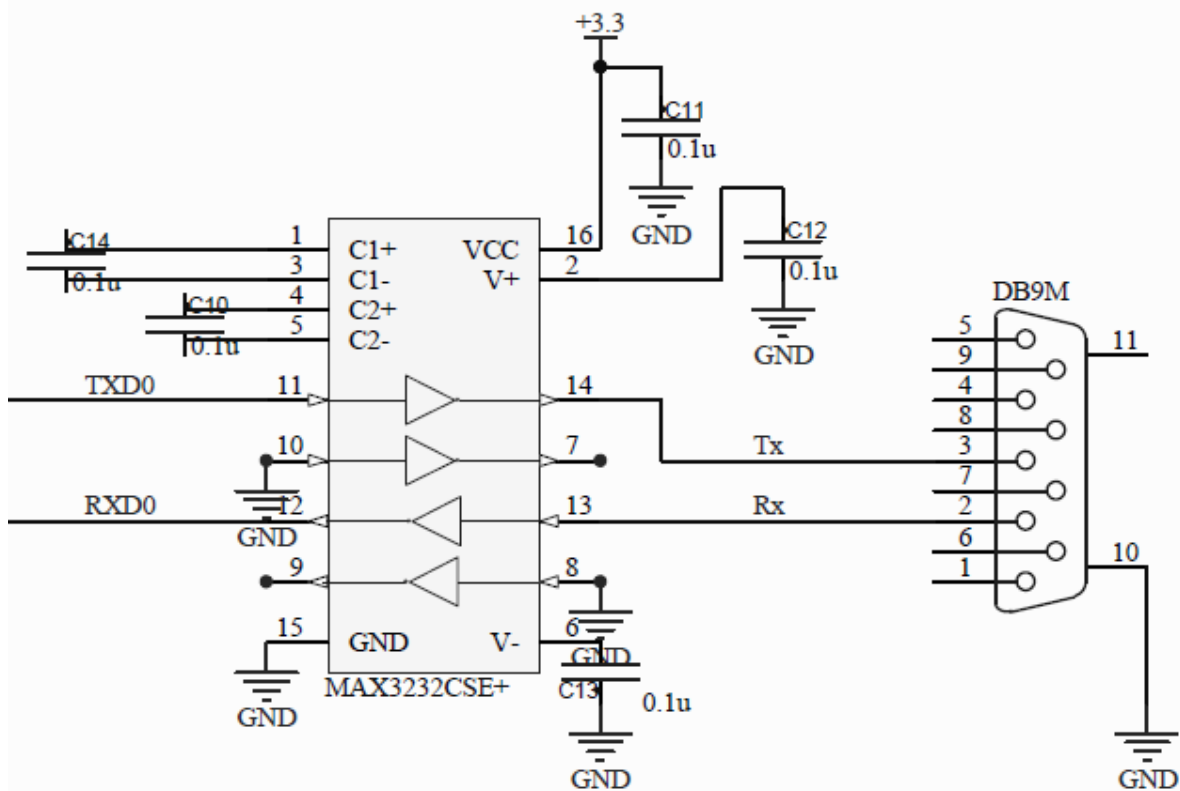 +3.3
C11
0.1u
GND
C14
0.1u
C10
0.1u
1
3
4
5
C1+
C1-
C2+
C2-
VCC
V+
16
2
C12
0.1u
GND
DB9M
TXD0
11
14
10
GND
7
Tx
RXD0
12
13
Rx
9
8
GND
15
GND
GND
V-
6
MAX3232CSE+
C13
0.1u
GND
5
9
4
8
3
7
2
6
1
11
10
GND